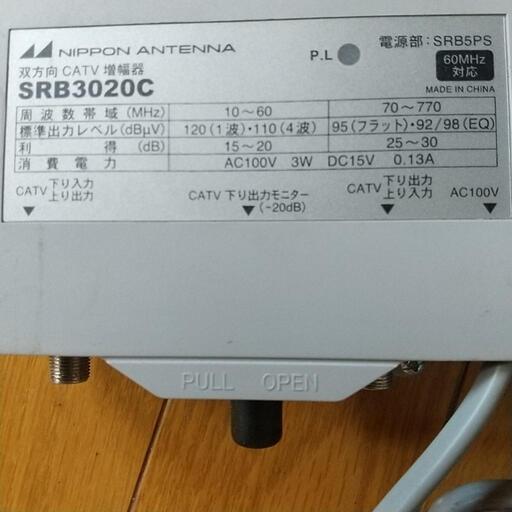 NIPPON ANTENNA
P.L
電源部：SRB5PS
双方向 CATV 増幅器
60MHz
対応
SRB3020C
MADE IN CHINA
周波数帯域(MHz) 10～60 70～770
標準出力レベル(dBμV) 120(1波)・110(4波) 95(フラット)・92/98(EQ)
利得(dB) 15～20 25～30
消費電力 AC100V 3W DC15V 0.13A
CATV 下り入力
上り出力
CATV 下り出力モニター
(−20dB)
CATV 下り出力
上り入力
AC100V
PULL OPEN